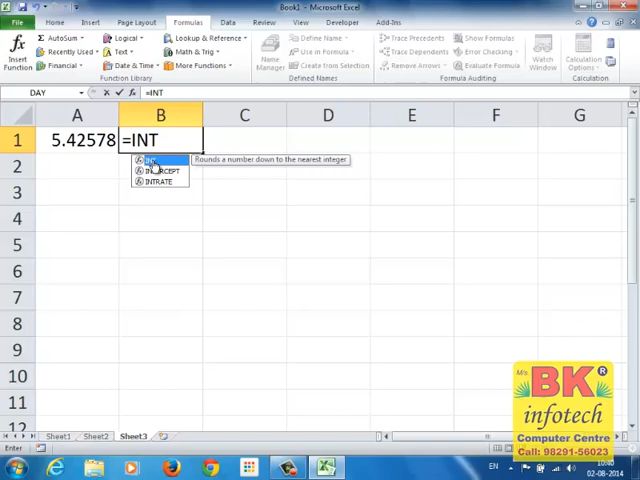 Book1 - Microsoft Excel
File Home Insert Page Layout Formulas Data Review View Developer Add-Ins
Insert Function
AutoSum
Recently Used
Financial
Logical
Text
Date & Time
Lookup & Reference
Math & Trig
More Functions
Function Library
Name Manager
Define Name
Use in Formula
Create from Selection
Defined Names
Trace Precedents
Trace Dependents
Remove Arrows
Show Formulas
Error Checking
Formula Auditing
Watch Window
Calculation Options
Calculation
DAY =INT
A B C D E F G
1 5.42578 =INT
INT Rounds a number down to the nearest integer
INTERCEPT
INTRATE
2
3
4
5
6
7
8
9
10
11
12
M/s. BK ®
infotech
Computer Centre
Call: 98291-56023
Sheet1 Sheet2 Sheet3
Enter
EN
10:40
02-08-2014